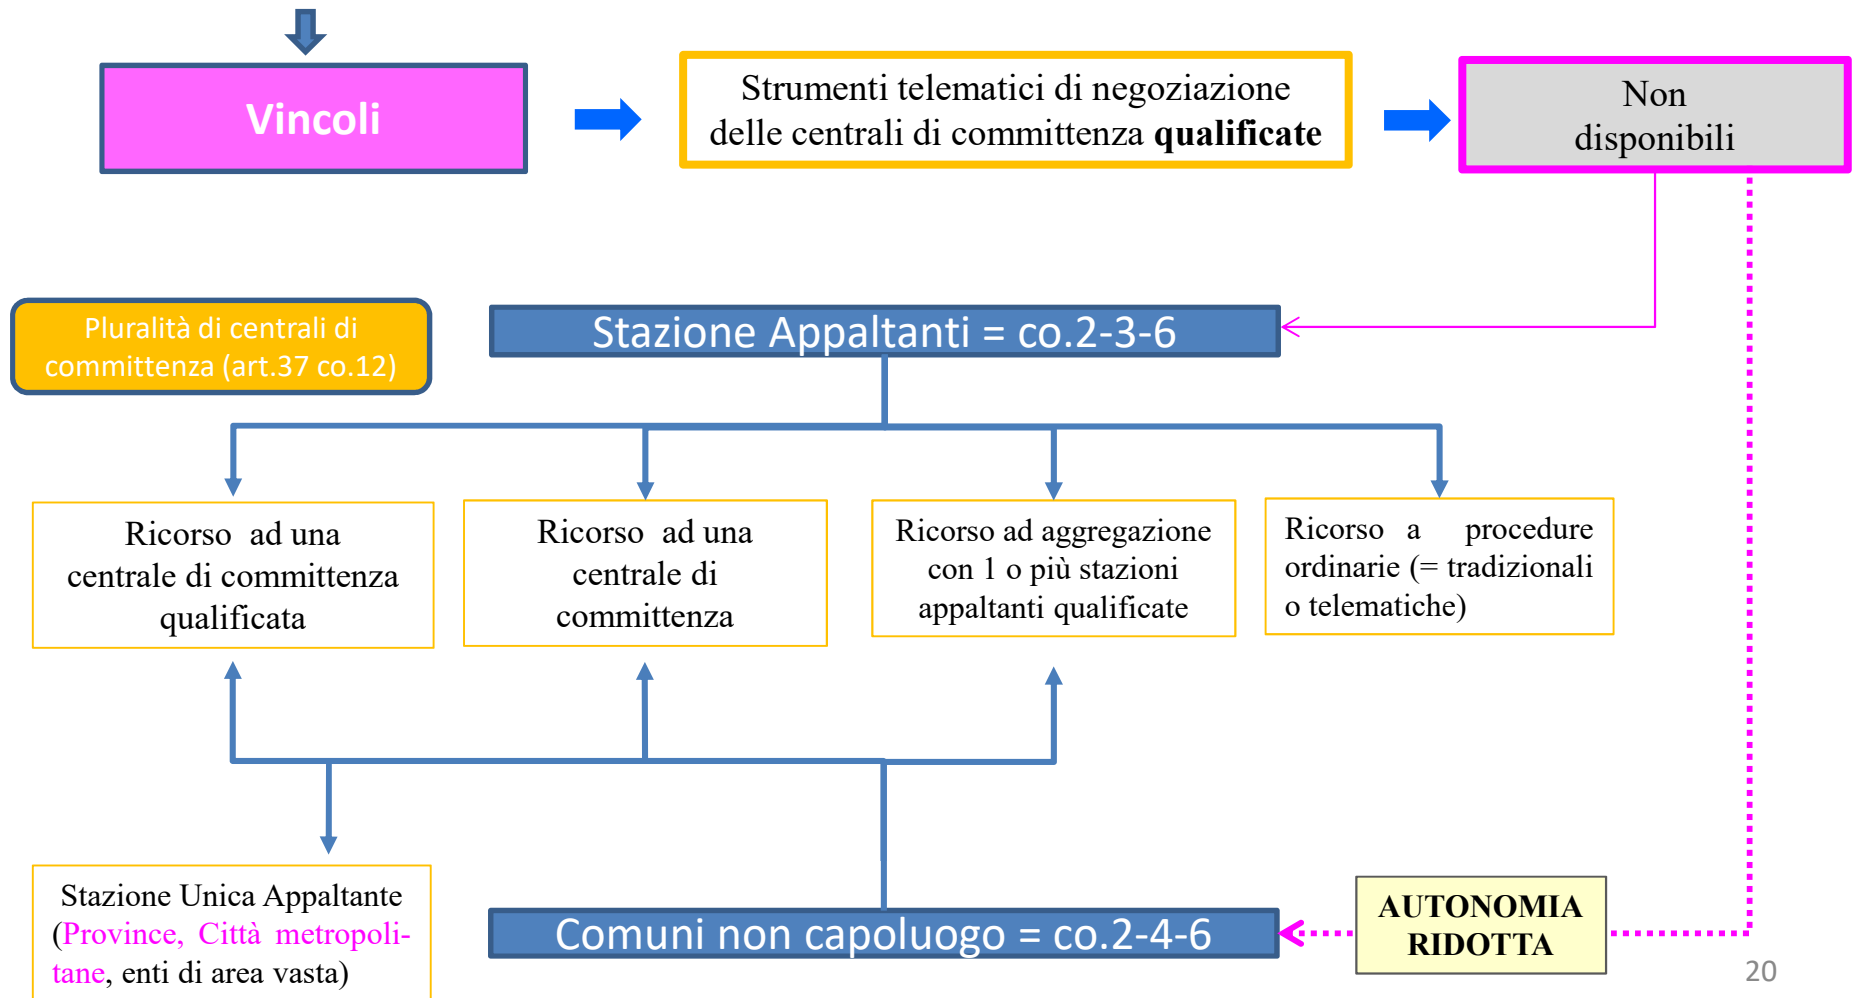 Vincoli
Strumenti telematici di negoziazione
delle centrali di committenza qualificate
Non
disponibili
Pluralità di centrali di
committenza (art.37 co.12)
Stazione Appaltanti = co.2-3-6
Ricorso ad una
centrale di committenza
qualificata
Ricorso ad una
centrale di
committenza
Ricorso ad aggregazione
con 1 o più stazioni
appaltanti qualificate
Ricorso a procedure
ordinarie (= tradizionali
o telematiche)
Stazione Unica Appaltante
(Province, Città metropoli-
tane, enti di area vasta)
Comuni non capoluogo = co.2-4-6
AUTONOMIA
RIDOTTA
20